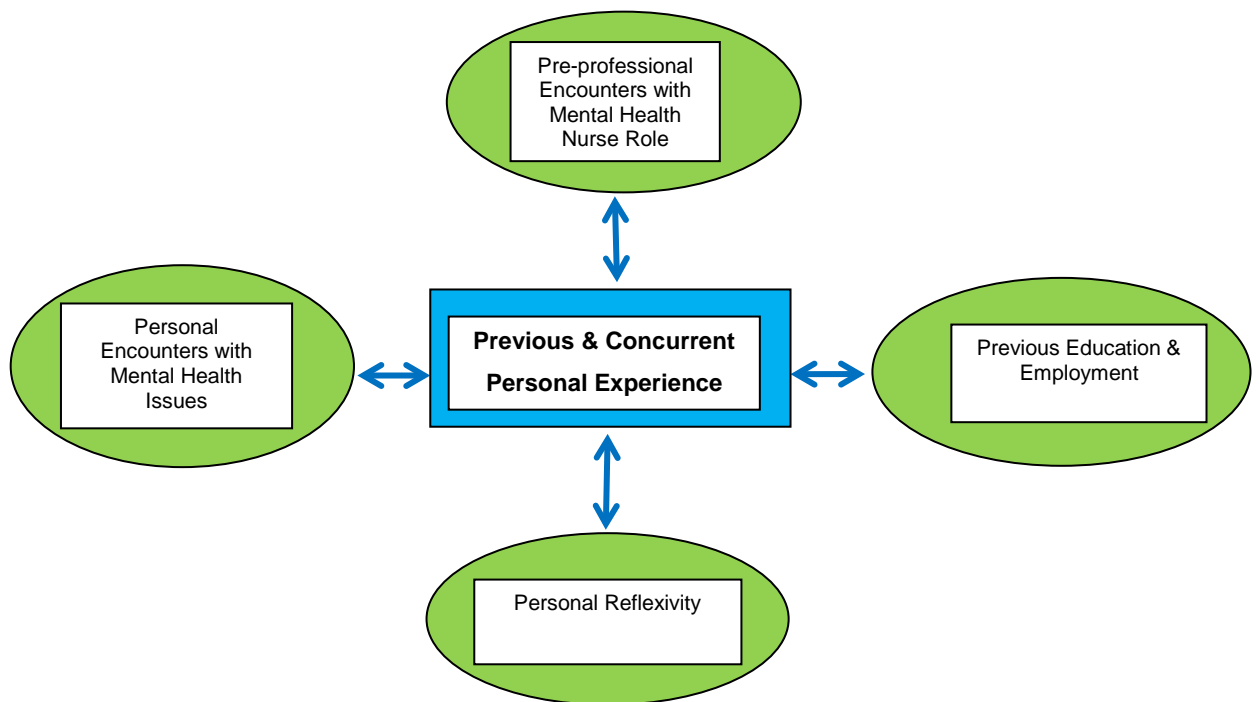 Pre-professional
Encounters with
Mental Health
Nurse Role
Personal
Encounters with
Mental Health
Issues
Previous & Concurrent
Personal Experience
Previous Education &
Employment
Personal Reflexivity